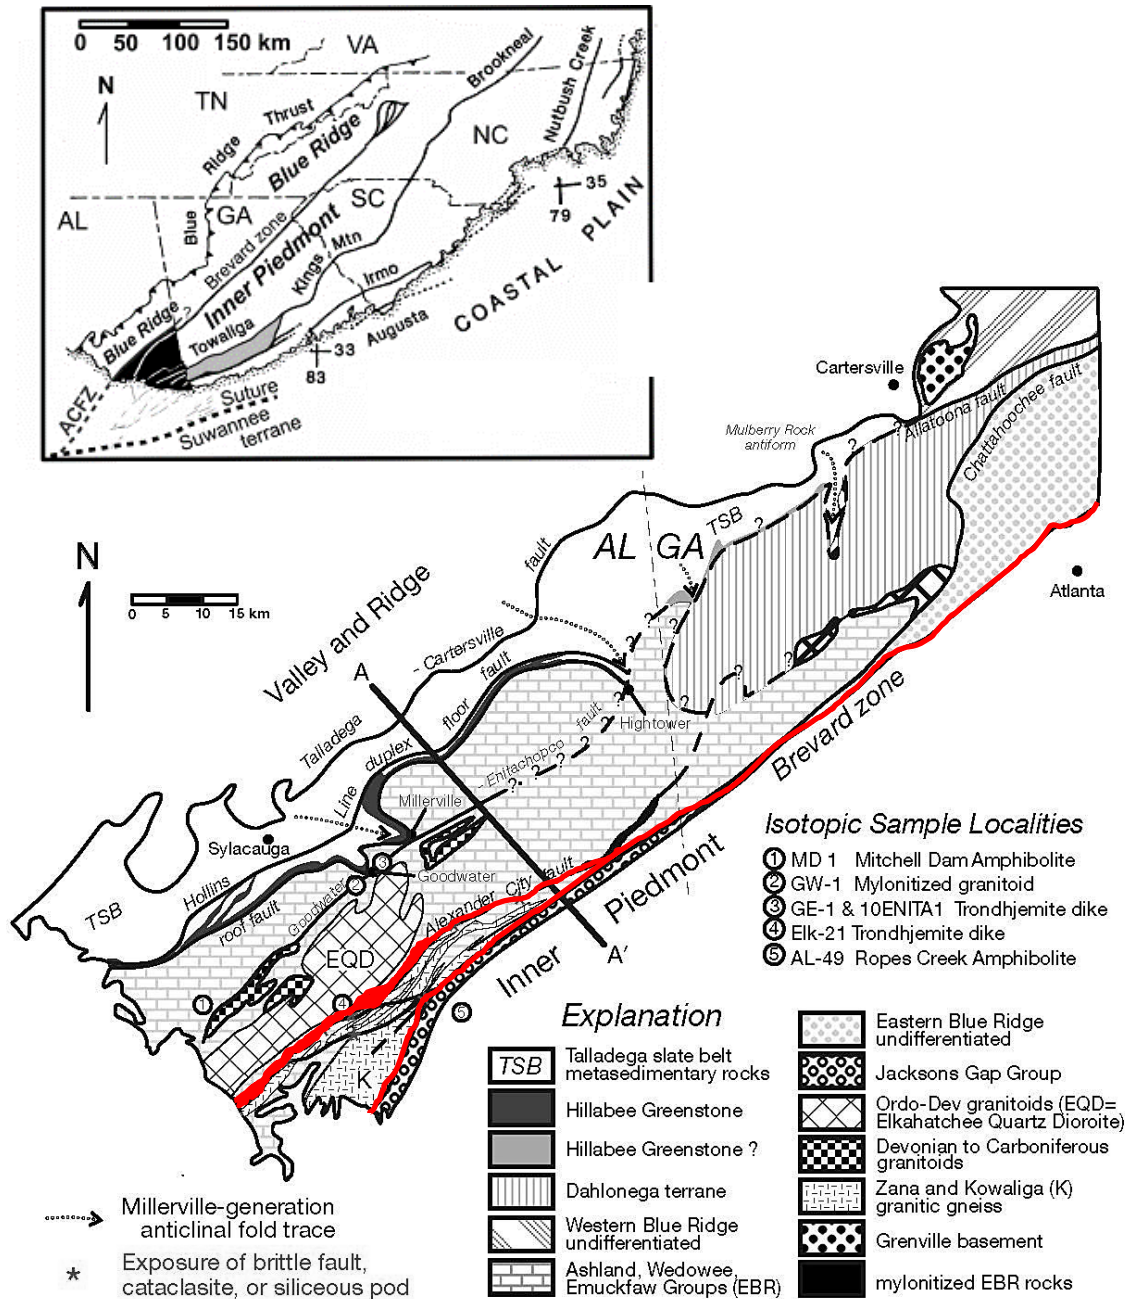 0 50 100 150 km
VA
N
TN
Brookneal
Nutbush Creek
Ridge Thrust
Blue Ridge
NC
AL
GA
SC
35
79
Blue
Brevard zone
Inner Piedmont
Kings Mtn
PLAIN
Irmo
COASTAL
?
Blue Ridge
Towaliga
Augusta
33
83
ACFZ
Suture
Suwannee
terrane
Cartersville
Allatoona fault
Chattahoochee fault
Mulberry Rock
antiform
?
?
?
TSB
AL GA
N
0 5 10 15 km
Atlanta
Valley and Ridge
Cartersville
fault
?
?
?
?
?
?
A
floor fault
Hightower
Talladega
duplex
Enitachopco fault
? ? ? ? ? ?
Brevard zone
Line
Millerville
Sylacauga
Goodwater
Hollins
roof fault
Goodwater
TSB
Alexander City fault
Piedmont
Inner
A'
EQD
K
1
2
3
4
5
Isotopic Sample Localities
1 MD 1 Mitchell Dam Amphibolite
2 GW-1 Mylonitized granitoid
3 GE-1 & 10ENITA1 Trondhjemite dike
4 Elk-21 Trondhjemite dike
5 AL-49 Ropes Creek Amphibolite
Explanation
TSB Talladega slate belt
metasedimentary rocks
Hillabee Greenstone
Hillabee Greenstone ?
Dahlonega terrane
Western Blue Ridge
undifferentiated
Ashland, Wedowee,
Emuckfaw Groups (EBR)
Eastern Blue Ridge
undifferentiated
Jacksons Gap Group
Ordo-Dev granitoids (EQD=
Elkahatchee Quartz Dioroite)
Devonian to Carboniferous
granitoids
Zana and Kowaliga (K)
granitic gneiss
Grenville basement
mylonitized EBR rocks
Millerville-generation
anticlinal fold trace
* Exposure of brittle fault,
cataclasite, or siliceous pod